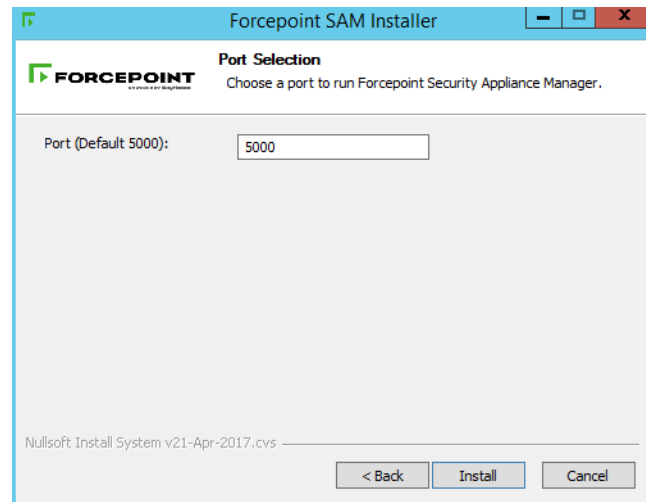 Forcepoint SAM Installer
FORCEPOINT
Port Selection
Choose a port to run Forcepoint Security Appliance Manager.
Port (Default 5000):
5000
Nullsoft Install System v21-Apr-2017.cvs
< Back
Install
Cancel